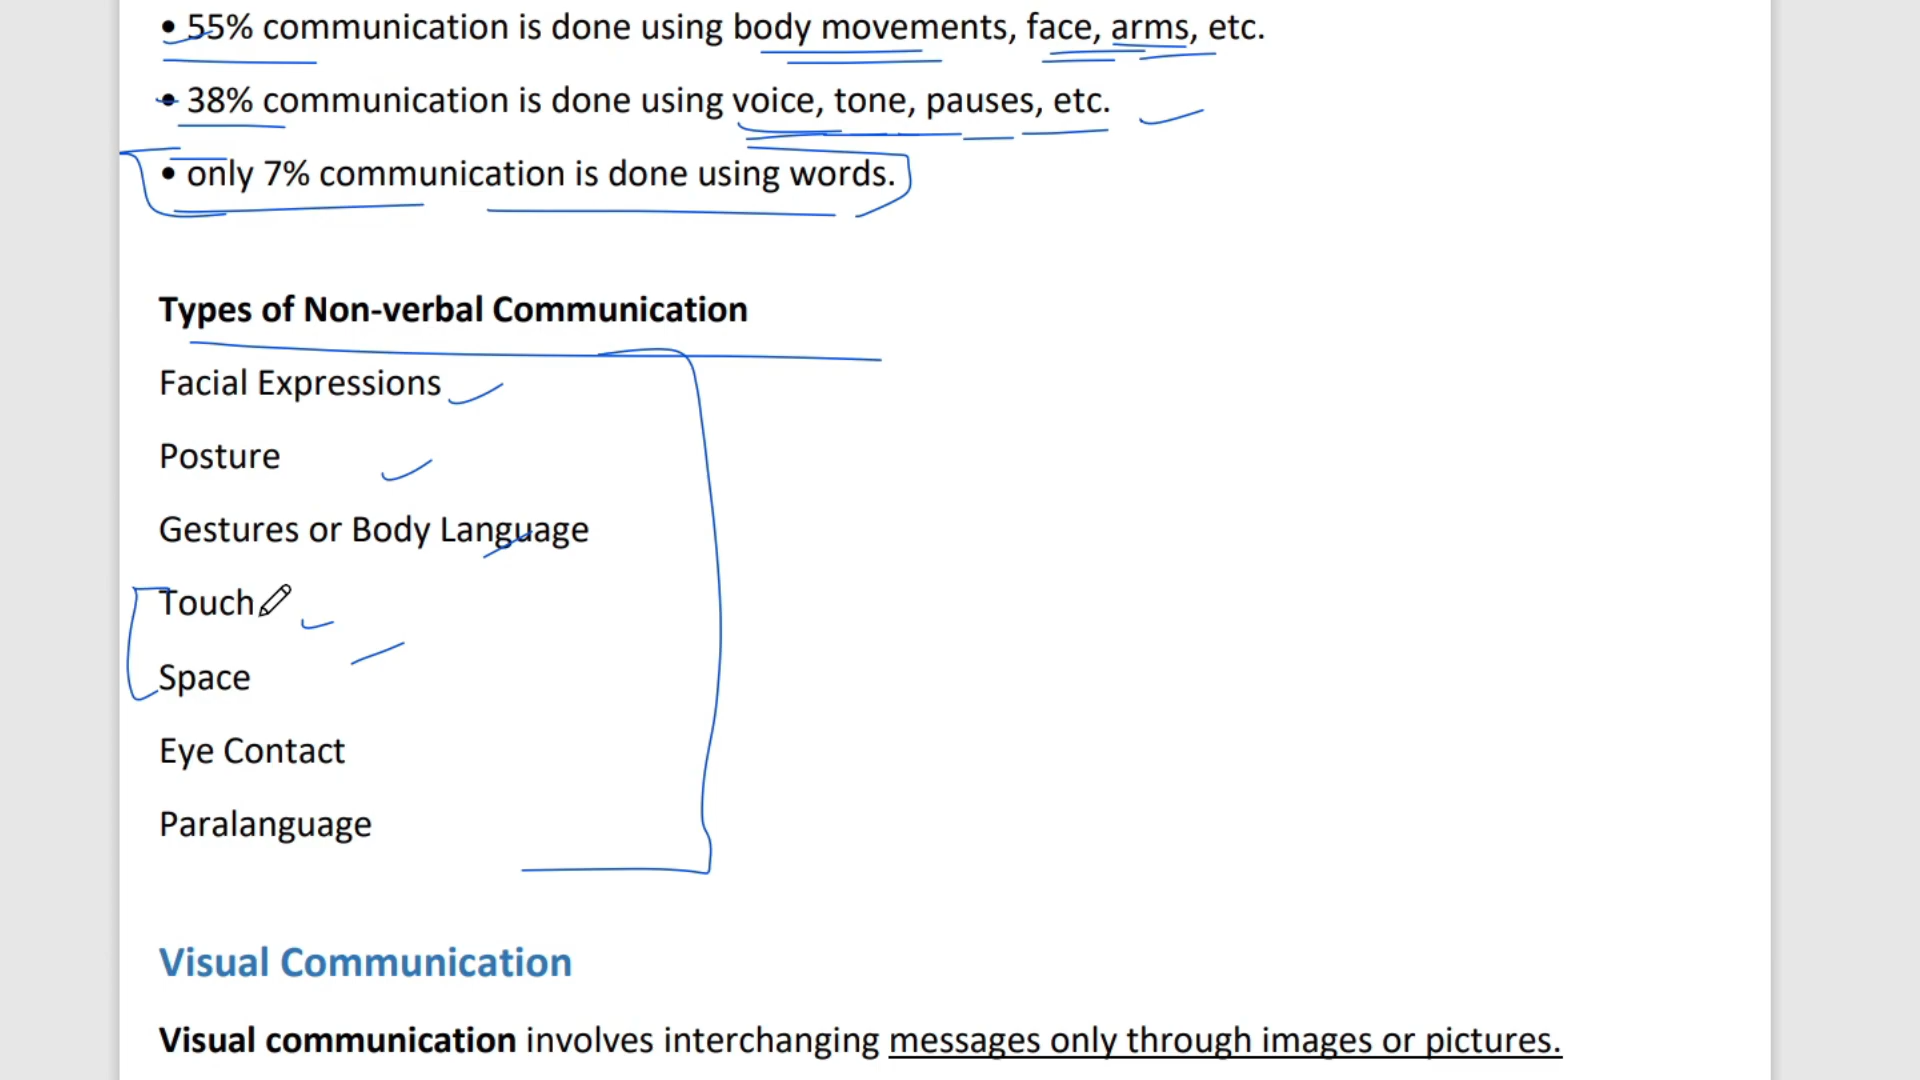 • 55% communication is done using body movements, face, arms, etc.
• 38% communication is done using voice, tone, pauses, etc.
• only 7% communication is done using words.
Types of Non-verbal Communication
Facial Expressions
Posture
Gestures or Body Language
Touch
Space
Eye Contact
Paralanguage
Visual Communication
Visual communication involves interchanging messages only through images or pictures.